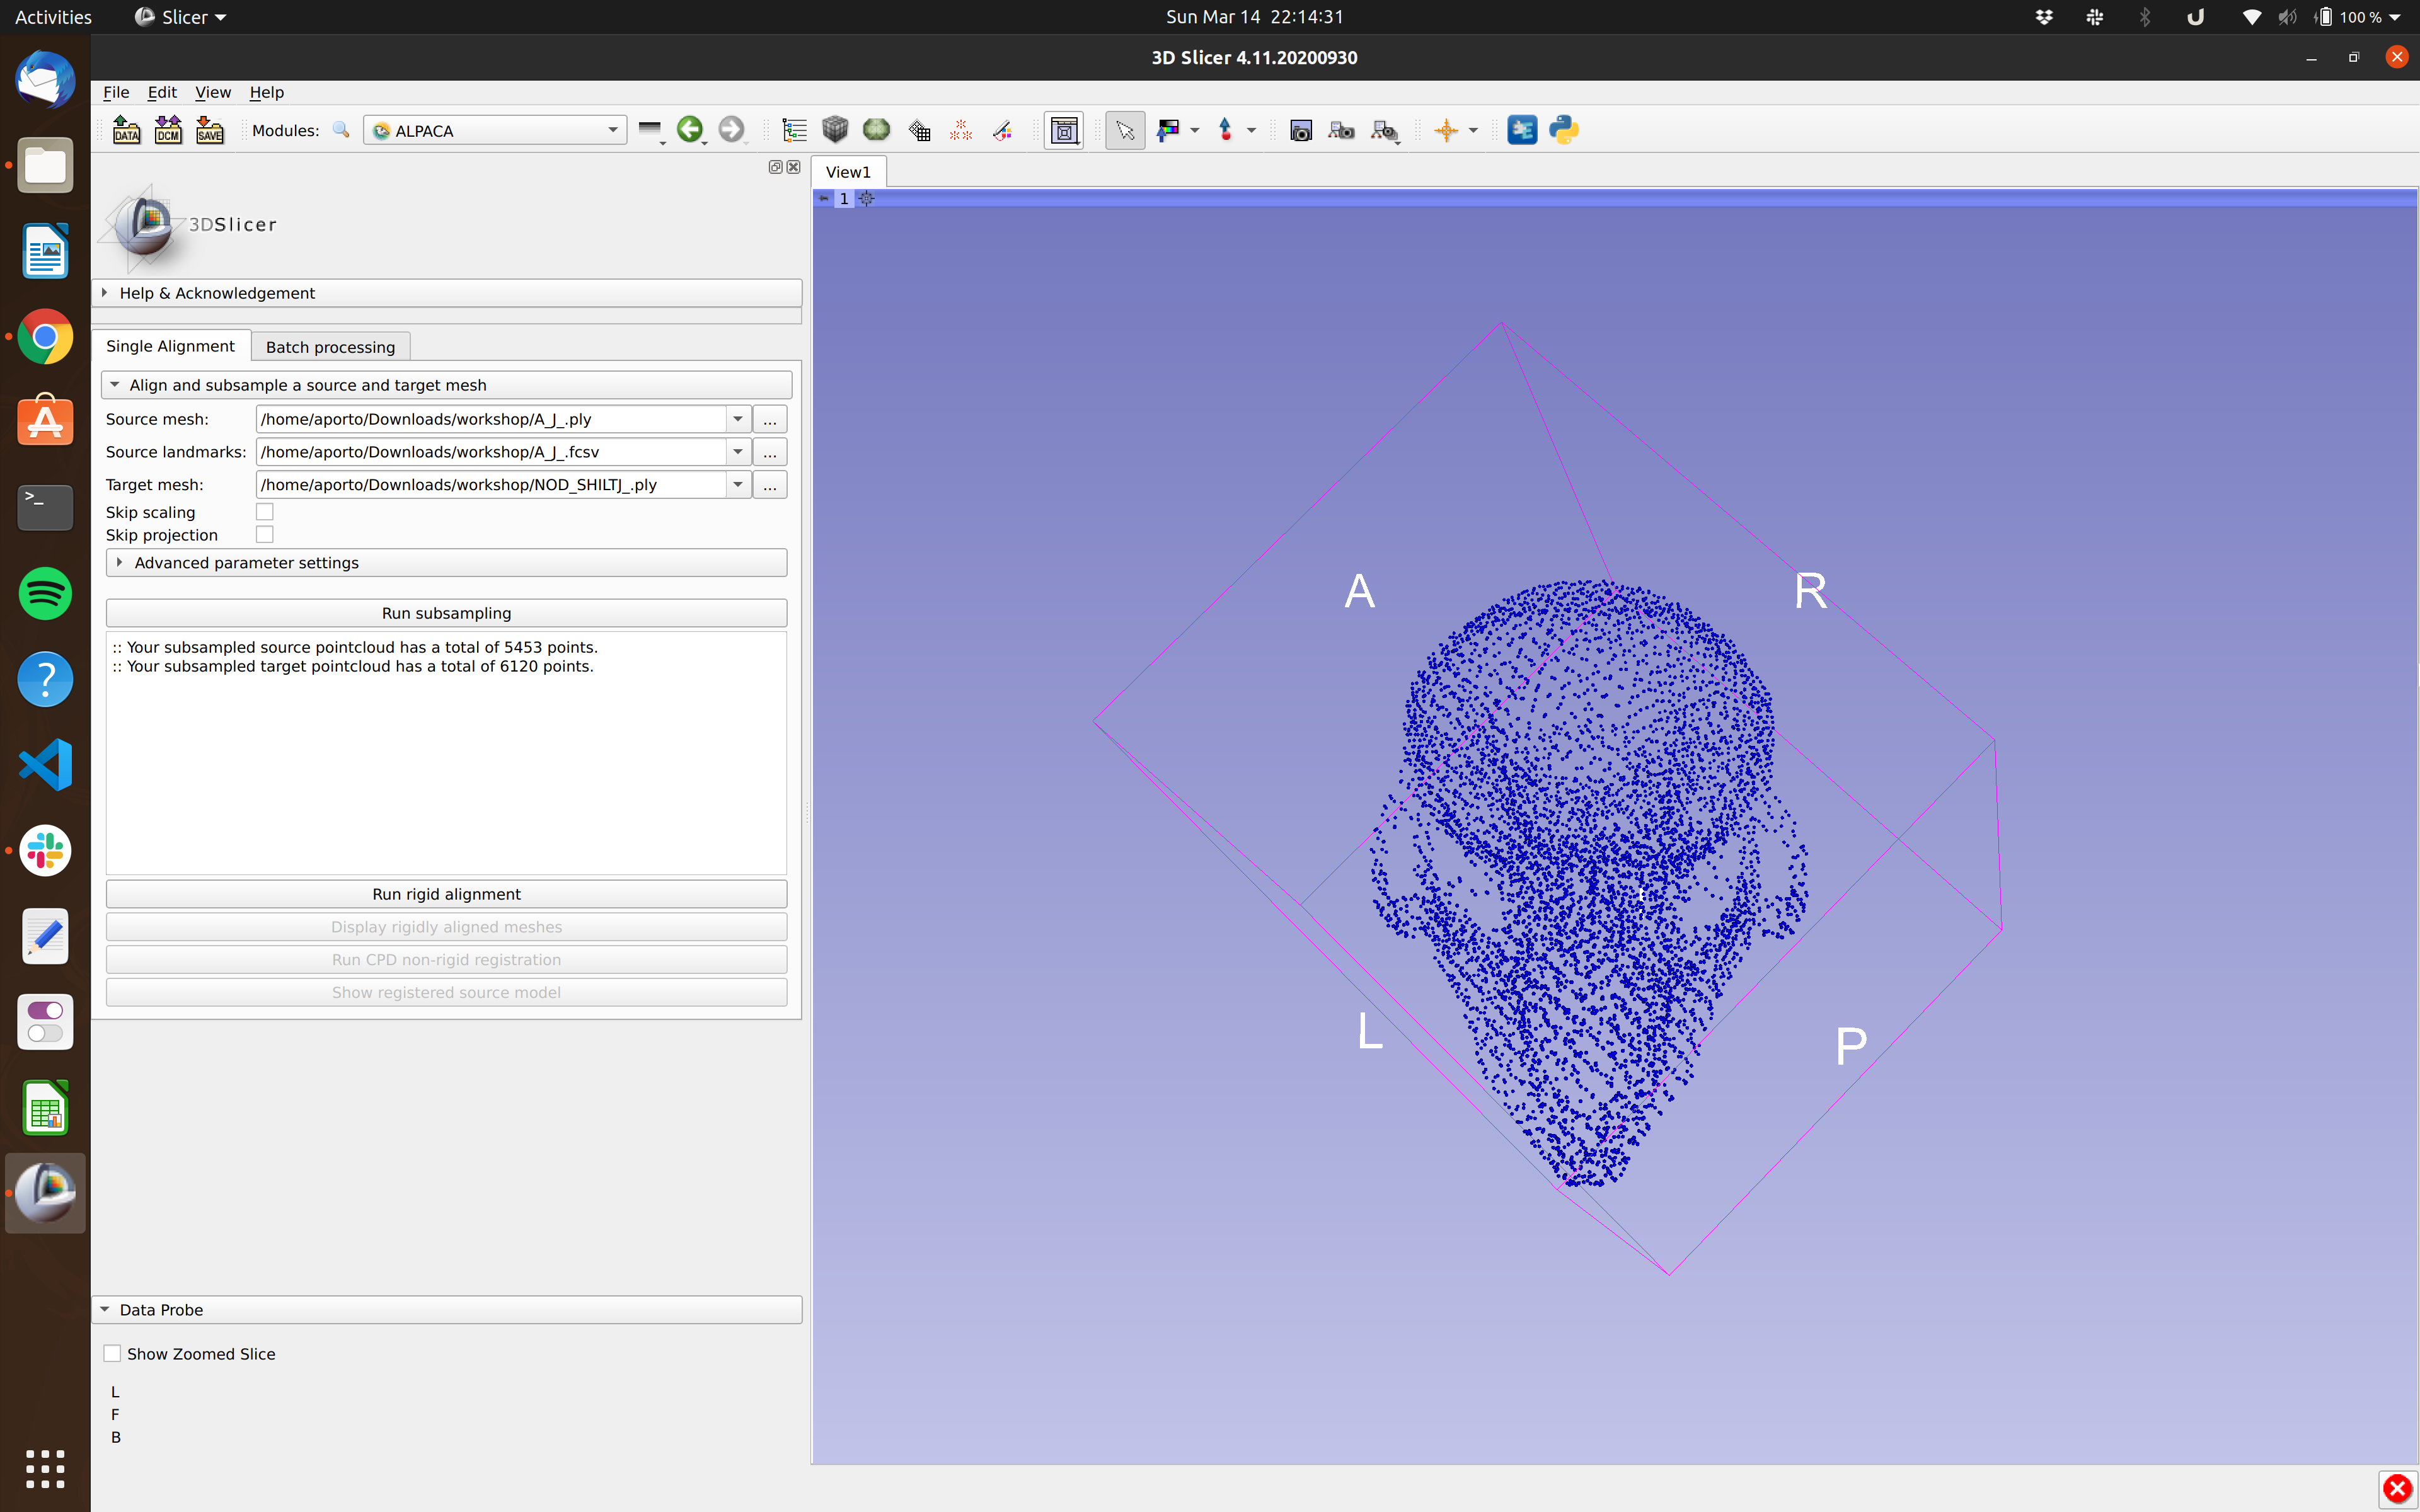 Activities
Slicer
Sun Mar 14 22:14:31
100 %
3D Slicer 4.11.20200930
File Edit View Help
DATA DCM SAVE Modules: ALPACA
View1
1
3DSlicer
Help & Acknowledgement
Single Alignment Batch processing
Align and subsample a source and target mesh
Source mesh: /home/aporto/Downloads/workshop/A_J_.ply ...
Source landmarks: /home/aporto/Downloads/workshop/A_J_.fcsv ...
Target mesh: /home/aporto/Downloads/workshop/NOD_SHILTJ_.ply ...
Skip scaling
Skip projection
Advanced parameter settings
Run subsampling
:: Your subsampled source pointcloud has a total of 5453 points.
:: Your subsampled target pointcloud has a total of 6120 points.
Run rigid alignment
Display rigidly aligned meshes
Run CPD non-rigid registration
Show registered source model
A R
L P
Data Probe
Show Zoomed Slice
L
F
B